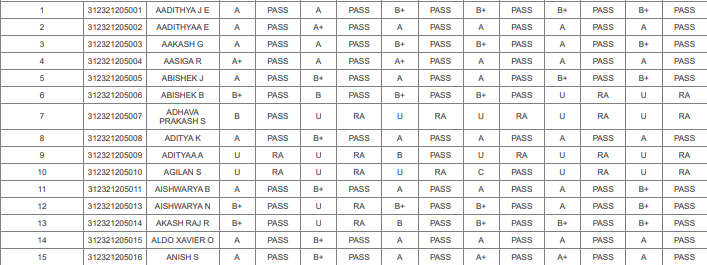 1 312321205001 AADITHYA J E A PASS A PASS B+ PASS B+ PASS B+ PASS B+ PASS
2 312321205002 AADITHYAA E A PASS A+ PASS A PASS A PASS A PASS A PASS
3 312321205003 AAKASH G A PASS A PASS B+ PASS B+ PASS A PASS B+ PASS
4 312321205004 AASIGA R A+ PASS A PASS A+ PASS A PASS A PASS A PASS
5 312321205005 ABISHEK J A PASS B+ PASS A PASS A PASS B+ PASS B+ PASS
6 312321205006 ABISHEK B B+ PASS B PASS B+ PASS B+ PASS U RA U RA
7 312321205007 ADHAVA PRAKASH S B PASS U RA U RA U RA U RA U RA
8 312321205008 ADITYA K A PASS B+ PASS A PASS A PASS A PASS A PASS
9 312321205009 ADITYAA A U RA U RA B PASS U RA U RA U RA
10 312321205010 AGILAN S U RA U RA U RA C PASS U RA U RA
11 312321205011 AISHWARYA B A PASS B+ PASS A PASS A PASS A PASS B+ PASS
12 312321205013 AISHWARYA N B+ PASS U RA B+ PASS B+ PASS A PASS B+ PASS
13 312321205014 AKASH RAJ R B+ PASS U RA B PASS B+ PASS B+ PASS B+ PASS
14 312321205015 ALDO XAVIER O A PASS B+ PASS A PASS A PASS A PASS A PASS
15 312321205016 ANISH S A PASS B+ PASS A PASS A+ PASS A+ PASS A PASS